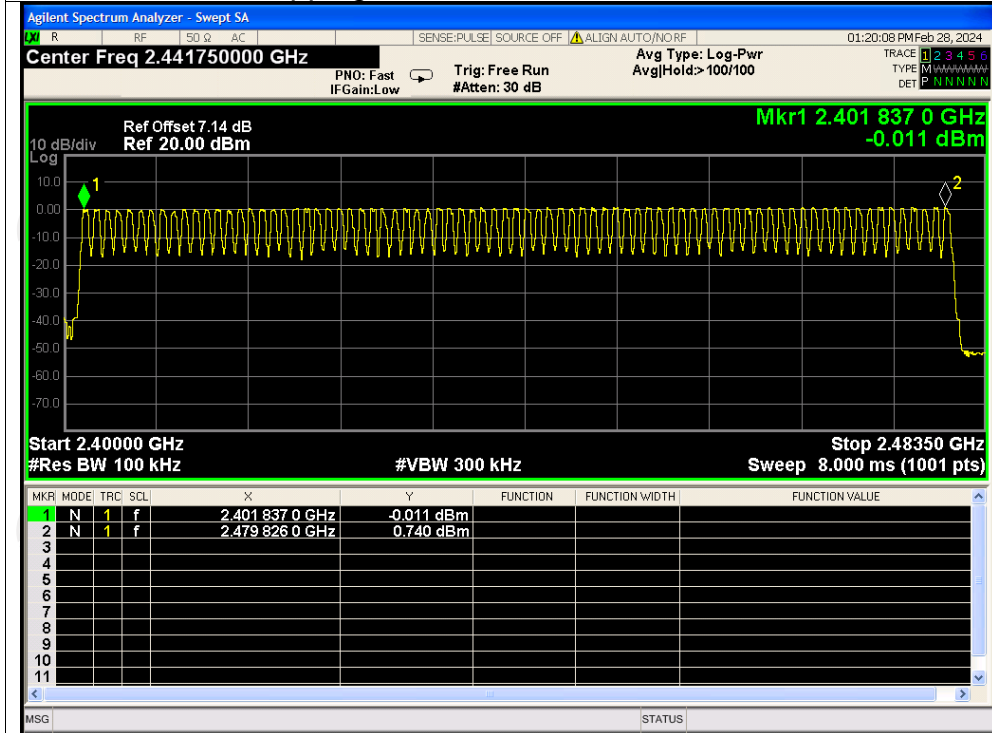 Agilent Spectrum Analyzer - Swept SA
LXI R RF 50 Ω AC SENSE:PULSE SOURCE OFF ALIGN AUTO/NO RF 01:20:08 PM Feb 28, 2024
Center Freq 2.441750000 GHz
PNO: Fast
IFGain:Low
Trig: Free Run
#Atten: 30 dB
Avg Type: Log-Pwr
Avg|Hold:>100/100
TRACE 1 2 3 4 5 6
TYPE M W W W W W
DET P N N N N N
Mkr1 2.401 837 0 GHz
-0.011 dBm
10 dB/div
Log
Ref Offset 7.14 dB
Ref 20.00 dBm
10.0
0.00
-10.0
-20.0
-30.0
-40.0
-50.0
-60.0
-70.0
1
2
Start 2.40000 GHz
Stop 2.48350 GHz
#Res BW 100 kHz
#VBW 300 kHz
Sweep 8.000 ms (1001 pts)
MKR MODE TRC SCL X Y FUNCTION FUNCTION WIDTH FUNCTION VALUE
1 N 1 f 2.401 837 0 GHz -0.011 dBm
2 N 1 f 2.479 826 0 GHz 0.740 dBm
3
4
5
6
7
8
9
10
11
MSG STATUS